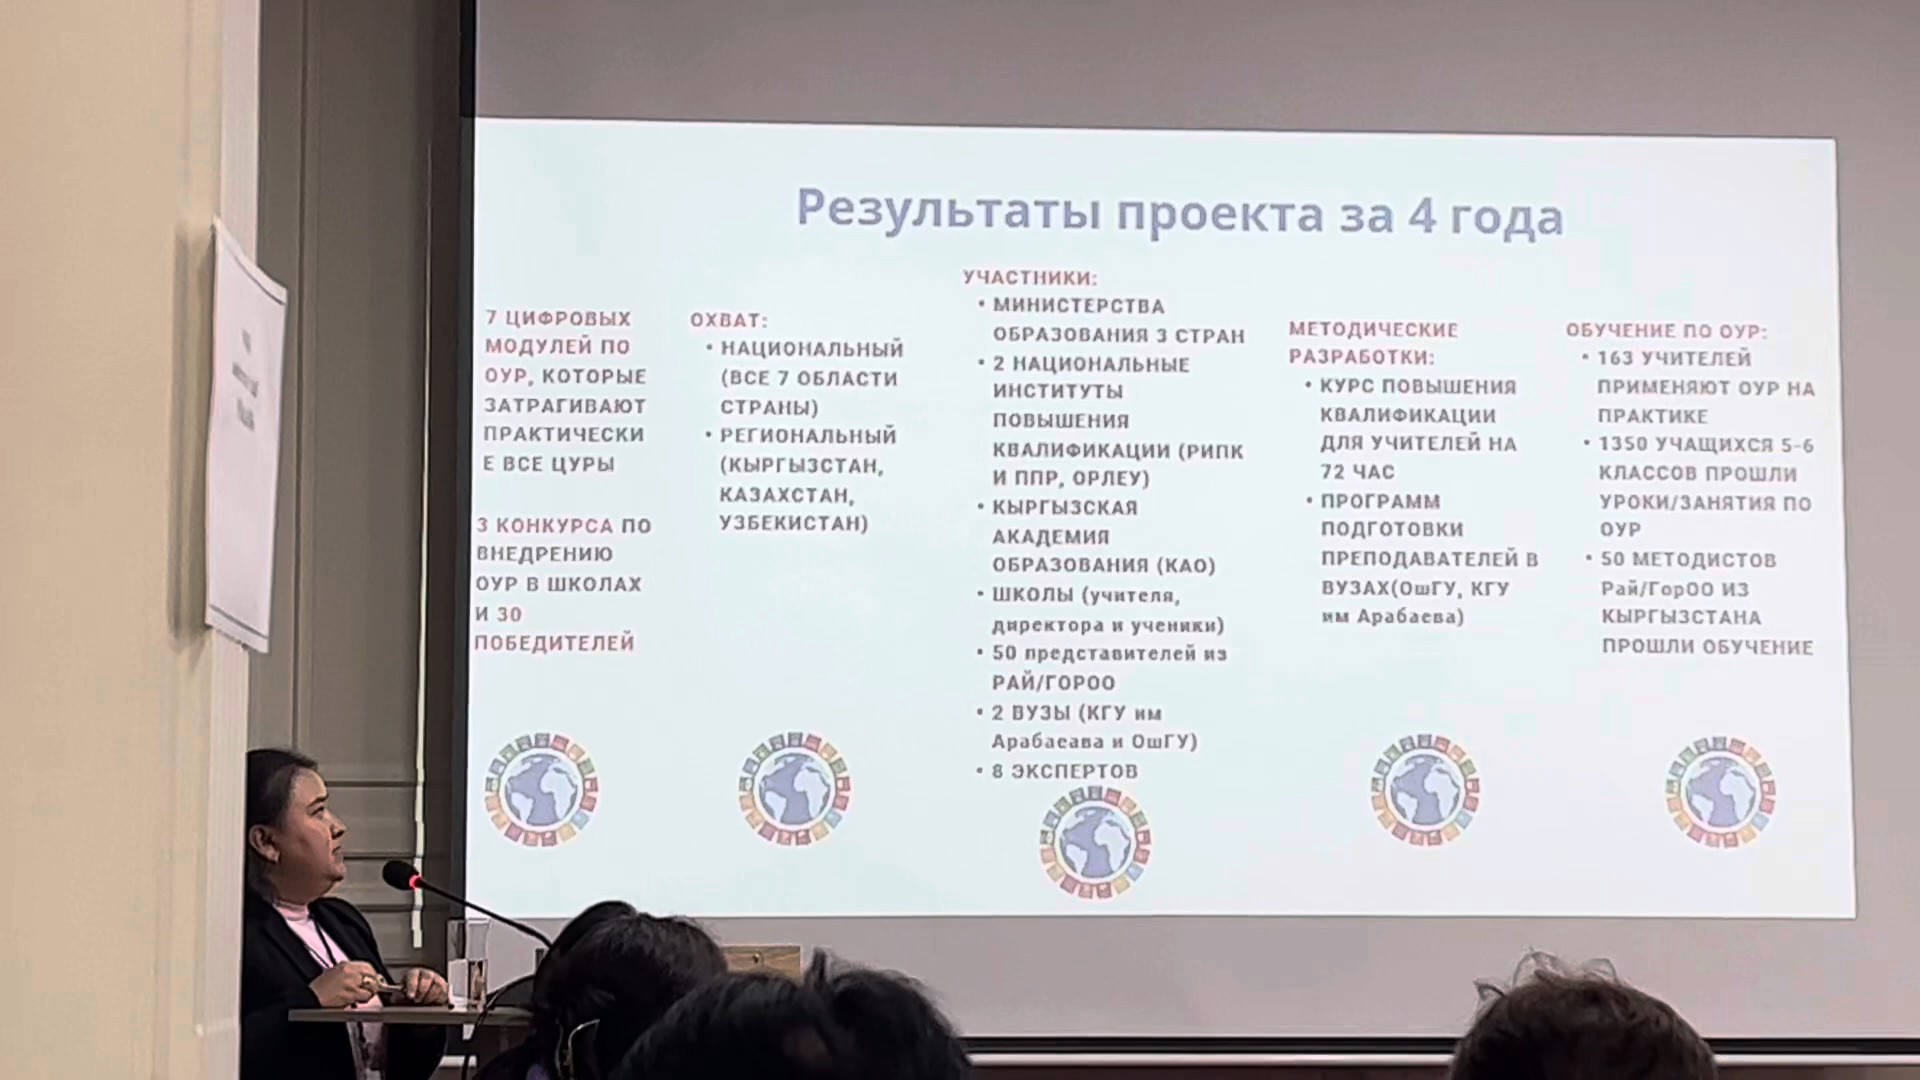 Результаты проекта за 4 года
7 ЦИФРОВЫХ
МОДУЛЕЙ ПО
ОУР, КОТОРЫЕ
ЗАТРАГИВАЮТ
ПРАКТИЧЕСКИ
Е ВСЕ ЦУРЫ
3 КОНКУРСА ПО
ВНЕДРЕНИЮ
ОУР В ШКОЛАХ
И 30
ПОБЕДИТЕЛЕЙ
ОХВАТ:
• НАЦИОНАЛЬНЫЙ
(ВСЕ 7 ОБЛАСТИ
СТРАНЫ)
• РЕГИОНАЛЬНЫЙ
(КЫРГЫЗСТАН,
КАЗАХСТАН,
УЗБЕКИСТАН)
УЧАСТНИКИ:
• МИНИСТЕРСТВА
ОБРАЗОВАНИЯ 3 СТРАН
• 2 НАЦИОНАЛЬНЫЕ
ИНСТИТУТЫ
ПОВЫШЕНИЯ
КВАЛИФИКАЦИИ (РИПК
И ППР, ОРЛЕУ)
• КЫРГЫЗСКАЯ
АКАДЕМИЯ
ОБРАЗОВАНИЯ (КАО)
• ШКОЛЫ (учителя,
директора и ученики)
• 50 представителей из
РАЙ/ГОРОО
• 2 ВУЗЫ (КГУ им
Арабаеава и ОшГУ)
• 8 ЭКСПЕРТОВ
МЕТОДИЧЕСКИЕ
РАЗРАБОТКИ:
• КУРС ПОВЫШЕНИЯ
КВАЛИФИКАЦИИ
ДЛЯ УЧИТЕЛЕЙ НА
72 ЧАС
• ПРОГРАММ
ПОДГОТОВКИ
ПРЕПОДАВАТЕЛЕЙ В
ВУЗАХ(ОшГУ, КГУ
им Арабаева)
ОБУЧЕНИЕ ПО ОУР:
• 163 УЧИТЕЛЕЙ
ПРИМЕНЯЮТ ОУР НА
ПРАКТИКЕ
• 1350 УЧАЩИХСЯ 5-6
КЛАССОВ ПРОШЛИ
УРОКИ/ЗАНЯТИЯ ПО
ОУР
• 50 МЕТОДИСТОВ
Рай/ГорОО ИЗ
КЫРГЫЗСТАНА
ПРОШЛИ ОБУЧЕНИЕ